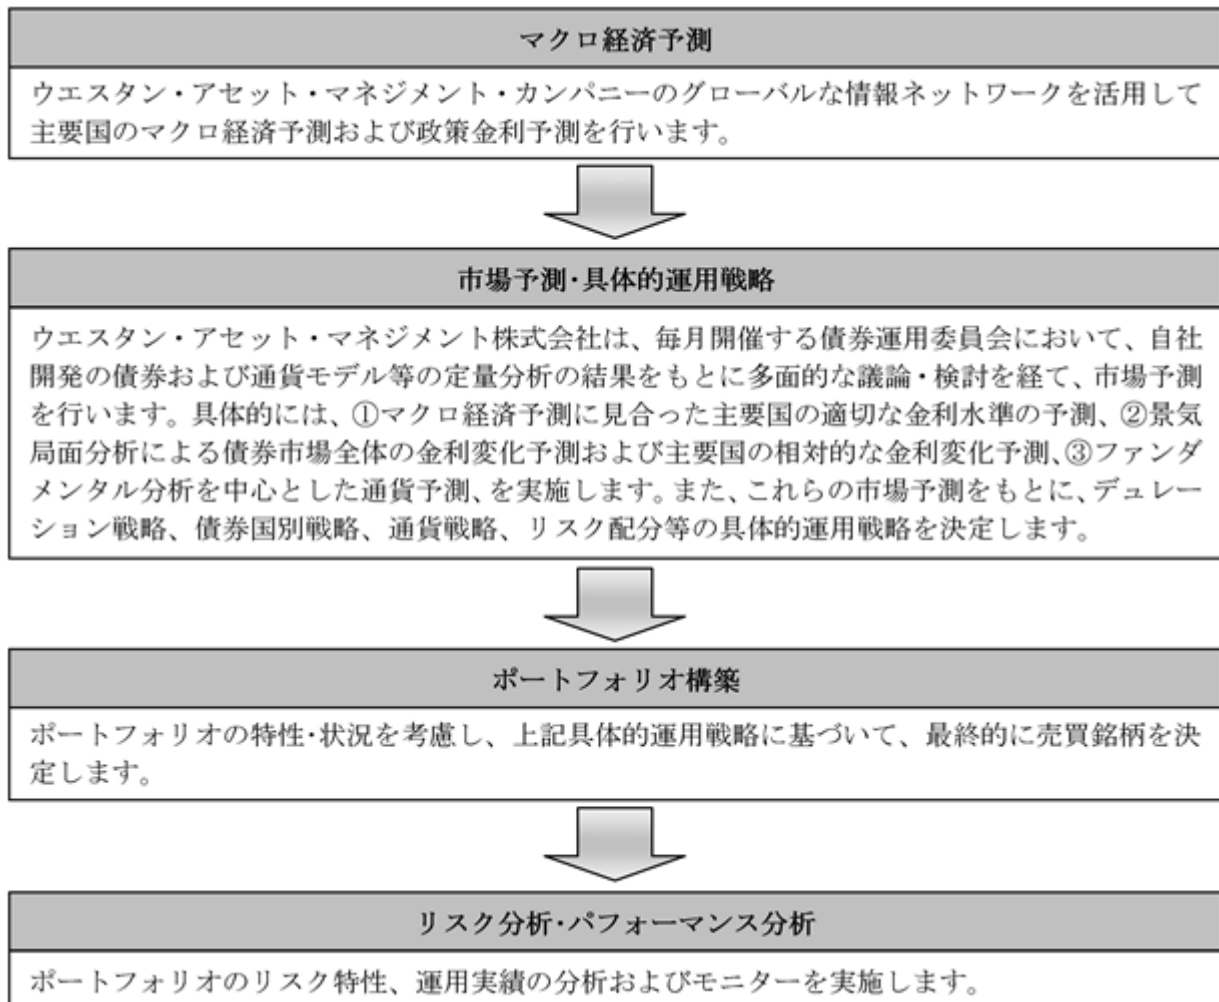 マクロ経済予測
ウエスタン・アセット・マネジメント・カンパニーのグローバルな情報ネットワークを活用して
主要国のマクロ経済予測および政策金利予測を行います。
市場予測･具体的運用戦略
ウエスタン・アセット・マネジメント株式会社は、毎月開催する債券運用委員会において、自社
開発の債券および通貨モデル等の定量分析の結果をもとに多面的な議論・検討を経て、市場予測
を行います。具体的には、①マクロ経済予測に見合った主要国の適切な金利水準の予測、②景気
局面分析による債券市場全体の金利変化予測および主要国の相対的な金利変化予測、③ファンダ
メンタル分析を中心とした通貨予測、を実施します。また、これらの市場予測をもとに、デュレー
ション戦略、債券国別戦略、通貨戦略、リスク配分等の具体的運用戦略を決定します。
ポートフォリオ構築
ポートフォリオの特性･状況を考慮し、上記具体的運用戦略に基づいて、最終的に売買銘柄を決
定します。
リスク分析･パフォーマンス分析
ポートフォリオのリスク特性、運用実績の分析およびモニターを実施します。